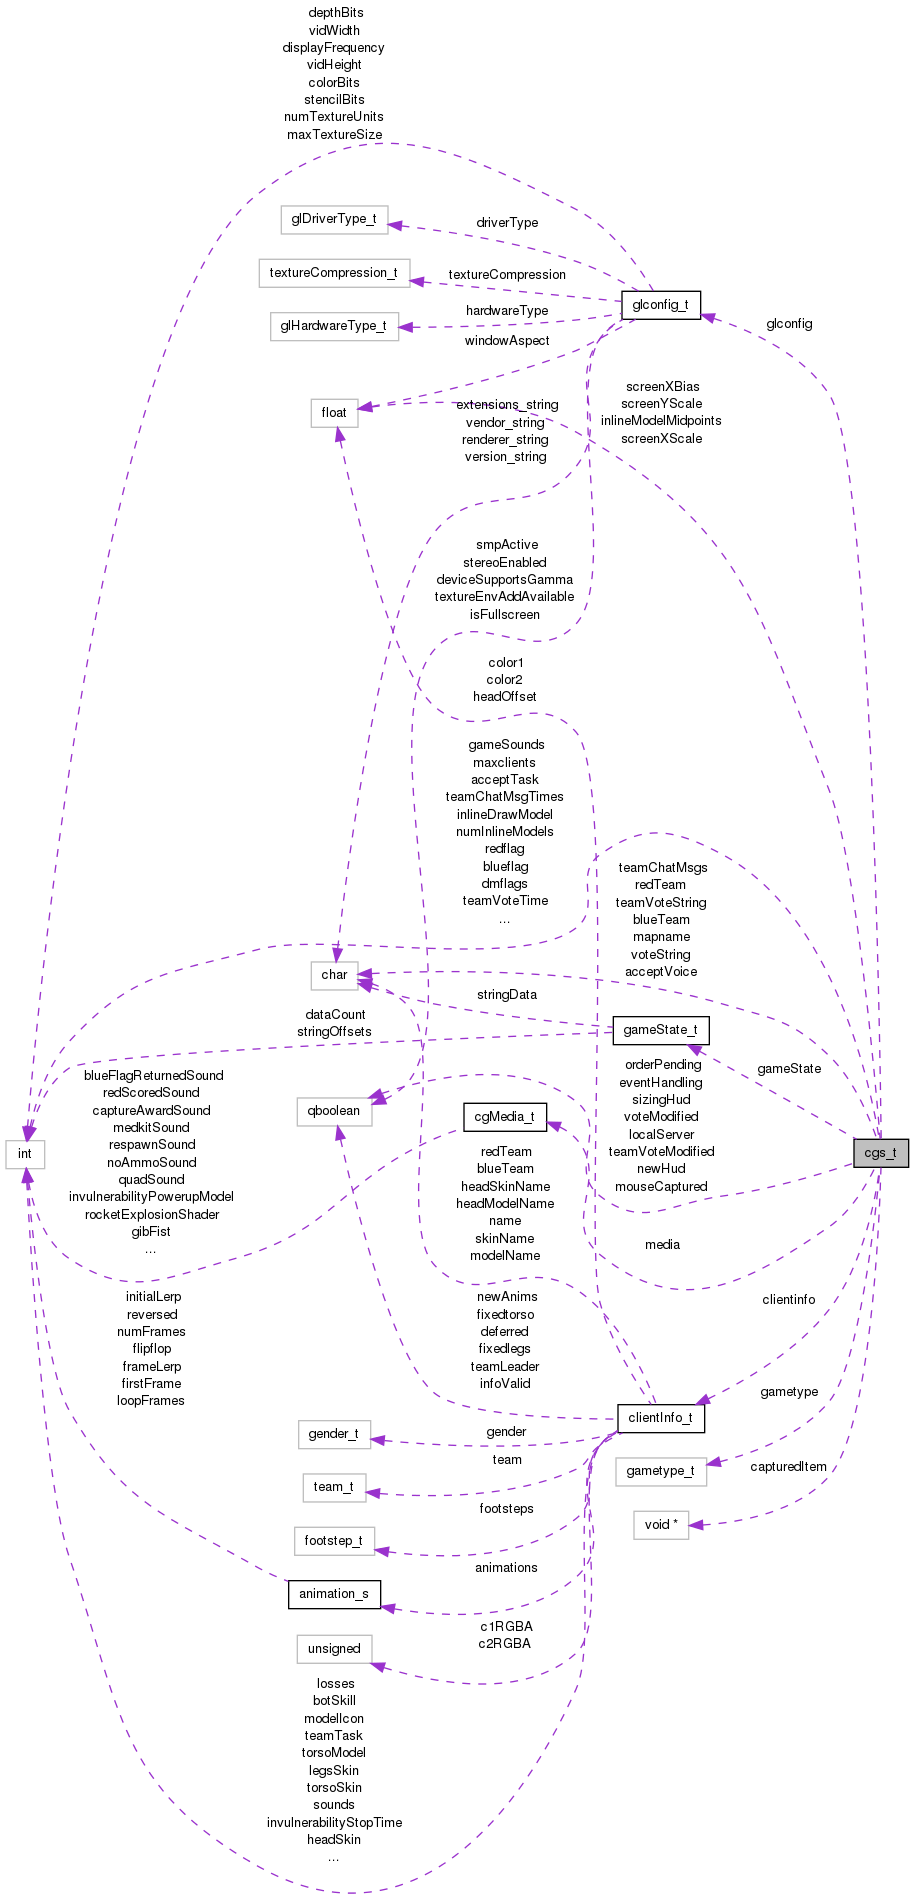 depthBits
vidWidth
displayFrequency
vidHeight
colorBits
stencilBits
numTextureUnits
maxTextureSize
glDriverType_t
driverType
textureCompression_t
textureCompression
glconfig_t
glHardwareType_t
hardwareType
glconfig
windowAspect
float
extensions_string
vendor_string
renderer_string
version_string
screenXBias
screenYScale
inlineModelMidpoints
screenXScale
smpActive
stereoEnabled
deviceSupportsGamma
textureEnvAddAvailable
isFullscreen
color1
color2
headOffset
gameSounds
maxclients
acceptTask
teamChatMsgTimes
inlineDrawModel
numInlineModels
redflag
blueflag
dmflags
teamVoteTime
...
teamChatMsgs
redTeam
teamVoteString
blueTeam
mapname
voteString
acceptVoice
char
stringData
gameState_t
dataCount
stringOffsets
gameState
orderPending
eventHandling
sizingHud
voteModified
localServer
teamVoteModified
newHud
mouseCaptured
qboolean
cgMedia_t
int
cgs_t
blueFlagReturnedSound
redScoredSound
captureAwardSound
medkitSound
respawnSound
noAmmoSound
quadSound
invulnerabilityPowerupModel
rocketExplosionShader
gibFist
...
redTeam
blueTeam
headSkinName
headModelName
name
skinName
modelName
media
initialLerp
reversed
numFrames
flipflop
frameLerp
firstFrame
loopFrames
newAnims
fixedtorso
deferred
fixedlegs
teamLeader
infoValid
clientinfo
clientInfo_t
gametype
gender_t
gender
team_t
team
gametype_t
capturedItem
footstep_t
footsteps
void *
animation_s
animations
unsigned
c1RGBA
c2RGBA
losses
botSkill
modelIcon
teamTask
torsoModel
legsSkin
torsoSkin
sounds
invulnerabilityStopTime
headSkin
...